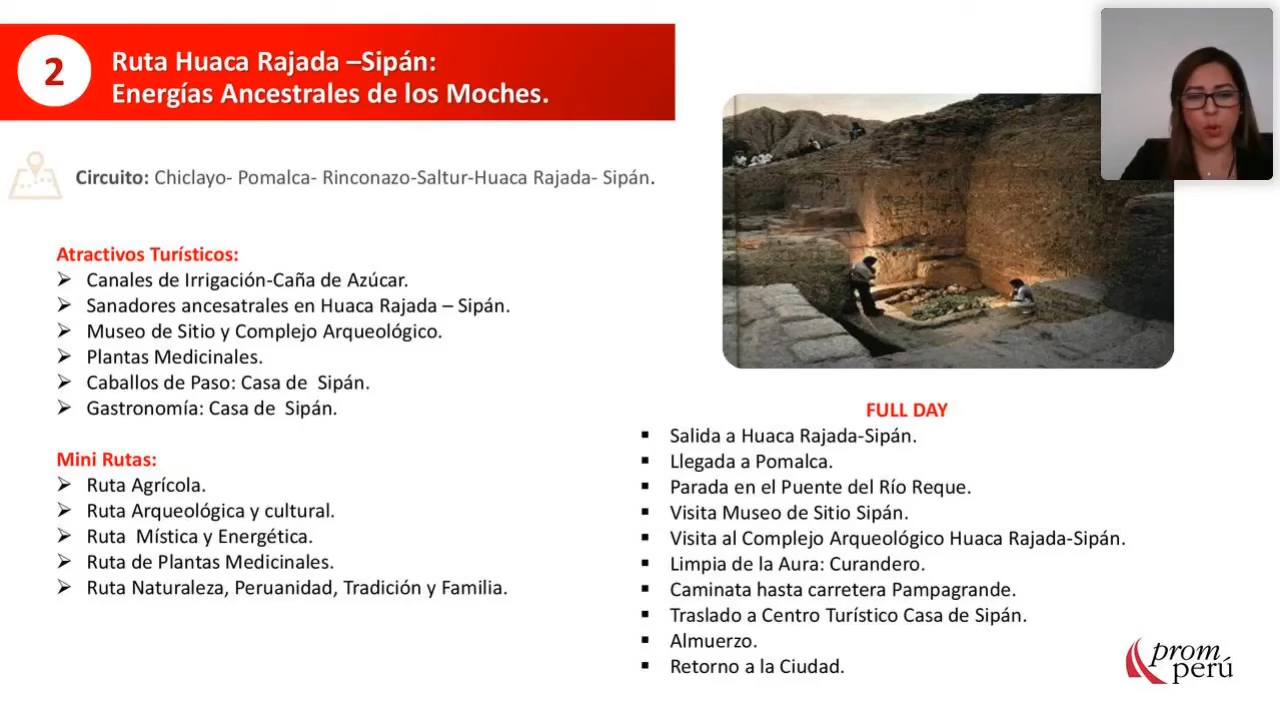 2
Ruta Huaca Rajada –Sipán:
Energías Ancestrales de los Moches.
Circuito: Chiclayo- Pomalca- Rinconazo-Saltur-Huaca Rajada- Sipán.
Atractivos Turísticos:
Canales de Irrigación-Caña de Azúcar.
Sanadores ancesatrales en Huaca Rajada – Sipán.
Museo de Sitio y Complejo Arqueológico.
Plantas Medicinales.
Caballos de Paso: Casa de Sipán.
Gastronomía: Casa de Sipán.
Mini Rutas:
Ruta Agrícola.
Ruta Arqueológica y cultural.
Ruta Mística y Energética.
Ruta de Plantas Medicinales.
Ruta Naturaleza, Peruanidad, Tradición y Familia.
FULL DAY
Salida a Huaca Rajada-Sipán.
Llegada a Pomalca.
Parada en el Puente del Río Reque.
Visita Museo de Sitio Sipán.
Visita al Complejo Arqueológico Huaca Rajada-Sipán.
Limpia de la Aura: Curandero.
Caminata hasta carretera Pampagrande.
Traslado a Centro Turístico Casa de Sipán.
Almuerzo.
Retorno a la Ciudad.
prom
perú